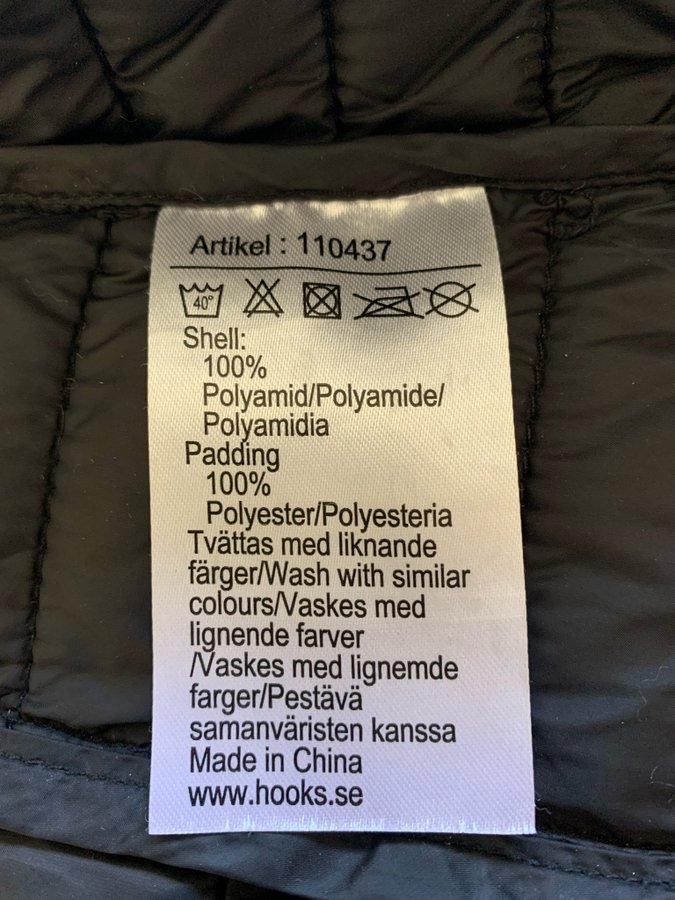 Artikel : 110437
40°
Shell:
100%
Polyamid/Polyamide/
Polyamidia
Padding
100%
Polyester/Polyesteria
Tvättas med liknande
färger/Wash with similar
colours/Vaskes med
lignende farver
/Vaskes med lignemde
farger/Pestävä
samanväristen kanssa
Made in China
www.hooks.se